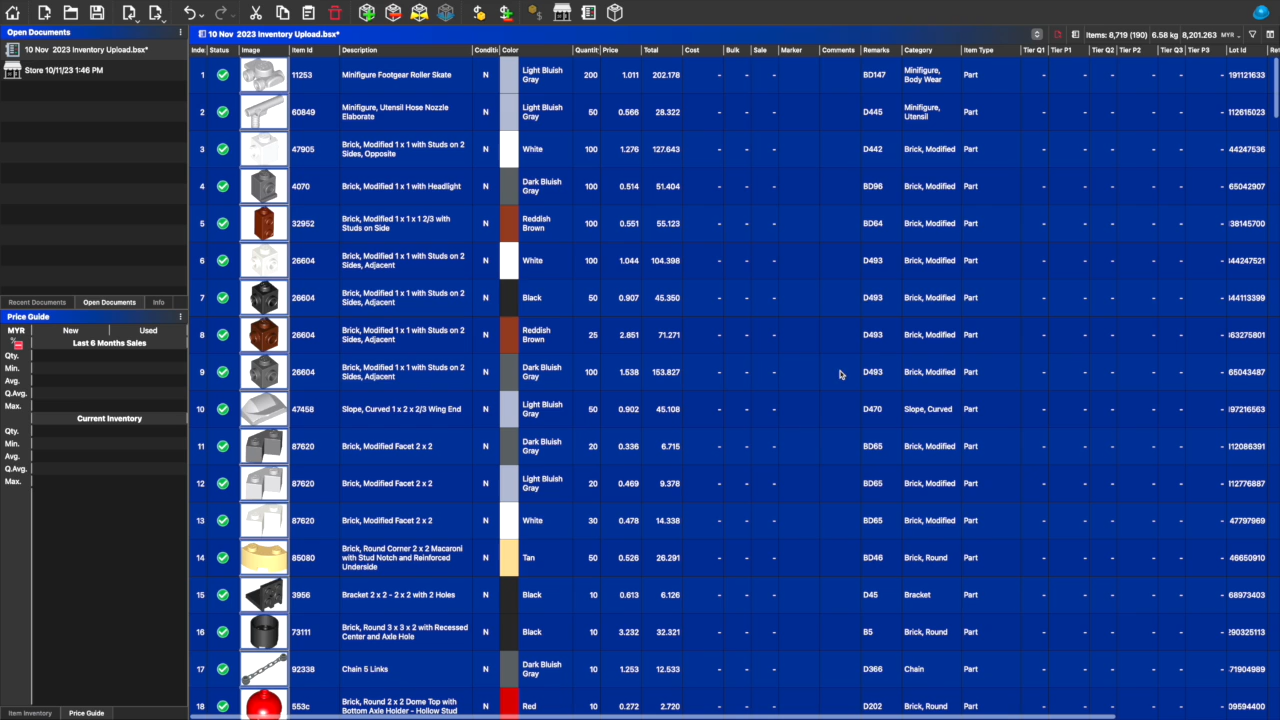 Open Documents
10 Nov 2023 Inventory Upload.bsx*
Store 10/11/23 1:46 PM
Recent Documents Open Documents Info
Price Guide
New Used
Last 6 Months Sales
Min.
Max.
Current Inventory
Min.
Max.
Item Inventory Price Guide
10 Nov 2023 Inventory Upload.bsx*
Items: 8,719 (190) 6.58 kg 8,201.263 MYR
Status Image Item Id Description Color Price Total Cost Bulk Sale Marker Comments Remarks Category Item Type Tier Q1 Tier P1 Tier Q2 Tier P2 Tier Q3 Lot Id
1 11253 Minifigure Footgear Roller Skate N Light Bluish Gray 200 1.011 202.178 - - - BD147 Minifigure, Body Wear Part - - - - -
2 60849 Minifigure, Utensil Hose Nozzle Elaborate N Light Bluish Gray 50 0.566 28.322 - - - D445 Minifigure, Utensil Part - - - - - 112615023
3 47905 Brick, Modified 1 x 1 with Studs on 2 Sides, Opposite N White 100 1.276 127.643 - - - D442 Brick, Modified Part - - - - - 44247536
4 4070 Brick, Modified 1 x 1 with Headlight N Dark Bluish Gray 100 0.514 51.404 - - - BD96 Brick, Modified Part - - - - - 65042907
5 32952 Brick, Modified 1 x 1 x 1 2/3 with Studs on Side N Reddish Brown 100 0.551 55.123 - - - BD64 Brick, Modified Part - - - - - 38145700
6 26604 Brick, Modified 1 x 1 with Studs on 2 Sides, Adjacent N White 100 1.044 104.398 - - - D493 Brick, Modified Part - - - - - 44247521
7 26604 Brick, Modified 1 x 1 with Studs on 2 Sides, Adjacent N Black 50 0.907 45.350 - - - D493 Brick, Modified Part - - - - - 44113399
8 26604 Brick, Modified 1 x 1 with Studs on 2 Sides, Adjacent N Reddish Brown 25 2.851 71.271 - - - D493 Brick, Modified Part - - - - - 63275801
9 26604 Brick, Modified 1 x 1 with Studs on 2 Sides, Adjacent N Dark Bluish Gray 100 1.538 153.827 - - - D493 Brick, Modified Part - - - - - 65043487
10 47458 Slope, Curved 1 x 2 x 2/3 Wing End N Light Bluish Gray 50 0.902 45.108 - - - D470 Slope, Curved Part - - - - - 97216563
11 87620 Brick, Modified Facet 2 x 2 N Dark Bluish Gray 20 0.336 6.715 - - - BD65 Brick, Modified Part - - - - - 112086391
12 87620 Brick, Modified Facet 2 x 2 N Light Bluish Gray 20 0.469 9.378 - - - BD65 Brick, Modified Part - - - - - 112776887
13 87620 Brick, Modified Facet 2 x 2 N White 30 0.478 14.338 - - - BD65 Brick, Modified Part - - - - - 47797969
14 85080 Brick, Round Corner 2 x 2 Macaroni with Stud Notch and Reinforced Underside N Tan 50 0.526 26.291 - - - BD46 Brick, Round Part - - - - - 46650910
15 3956 Bracket 2 x 2 - 2 x 2 with 2 Holes N Black 10 0.613 6.126 - - - D45 Bracket Part - - - - - 68973403
16 73111 Brick, Round 3 x 3 x 2 with Recessed Center and Axle Hole N Black 10 3.232 32.321 - - - B5 Brick, Round Part - - - - - 290325113
17 92338 Chain 5 Links N Dark Bluish Gray 10 1.253 12.533 - - - D366 Chain Part - - - - - 71904989
18 553c Brick, Round 2 x 2 Dome Top with Bottom Axle Holder - Hollow Stud N Red 10 0.272 2.720 - - - D202 Brick, Round Part - - - - - 09594400